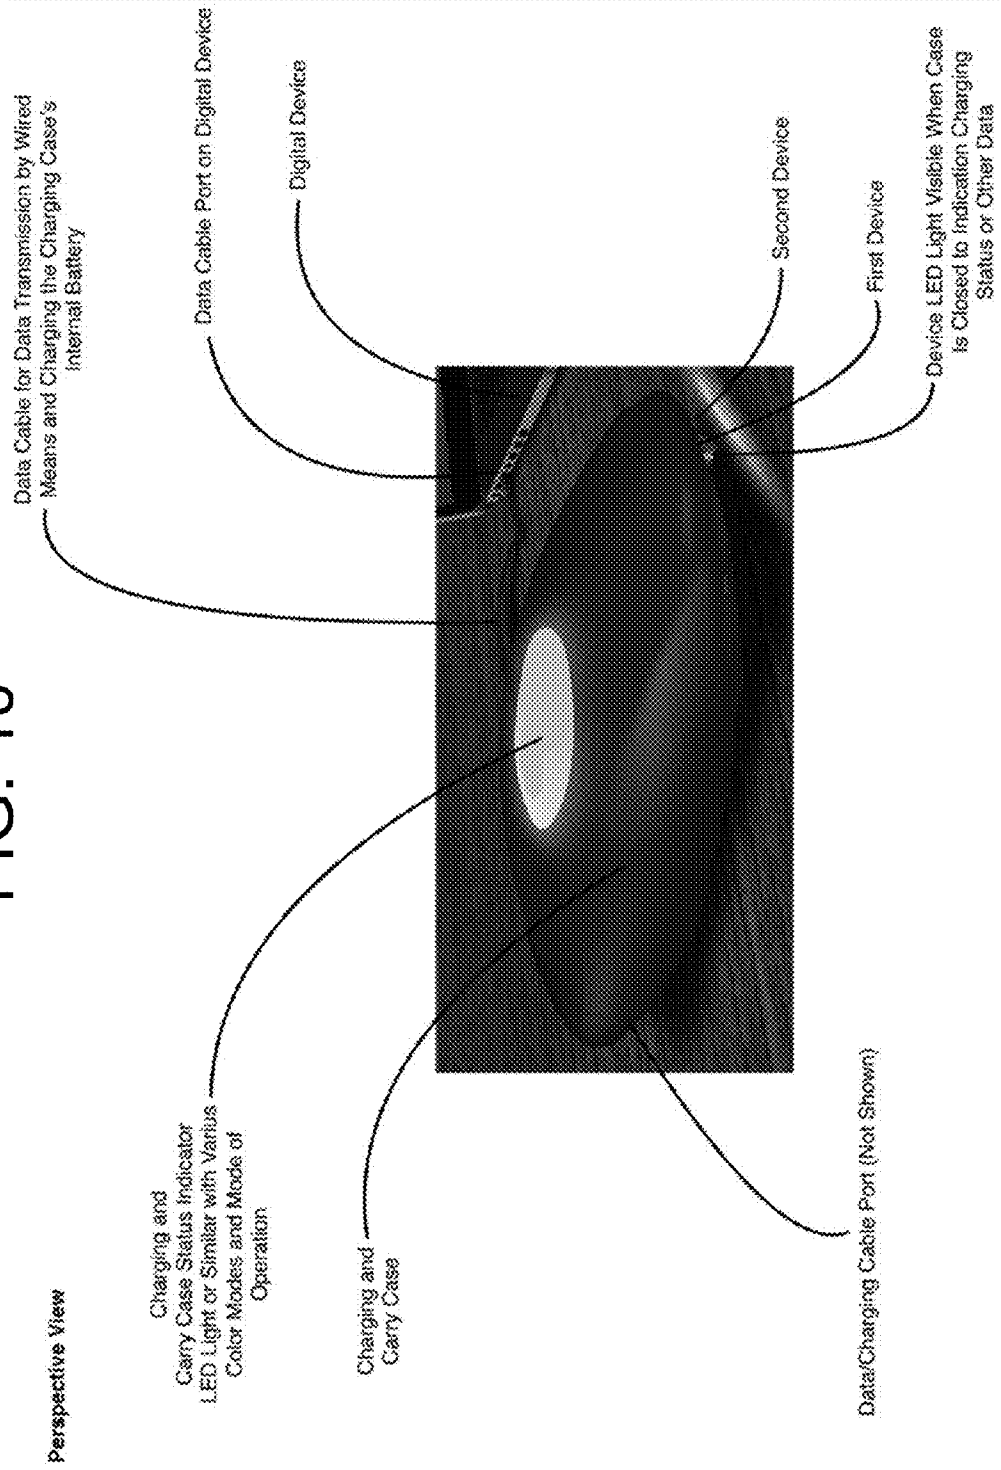 FIG.
Perspective View
Data Cable for Data Transmission by Wired
Means and Charging the Charging Case's
Internal Battery
Charging and
Carry Case Status Indicator
LED Light or Similar with Varius
Color Modes and Mode of
Operation
Data Cable Port on Digital Device
Digital Device
Charging and
Carry Case
Second Device
First Device
Data/Charging Cable Port (Not Shown)
Device LED Light Visible When Case
Is Closed to Indication Charging
Status or Other Data